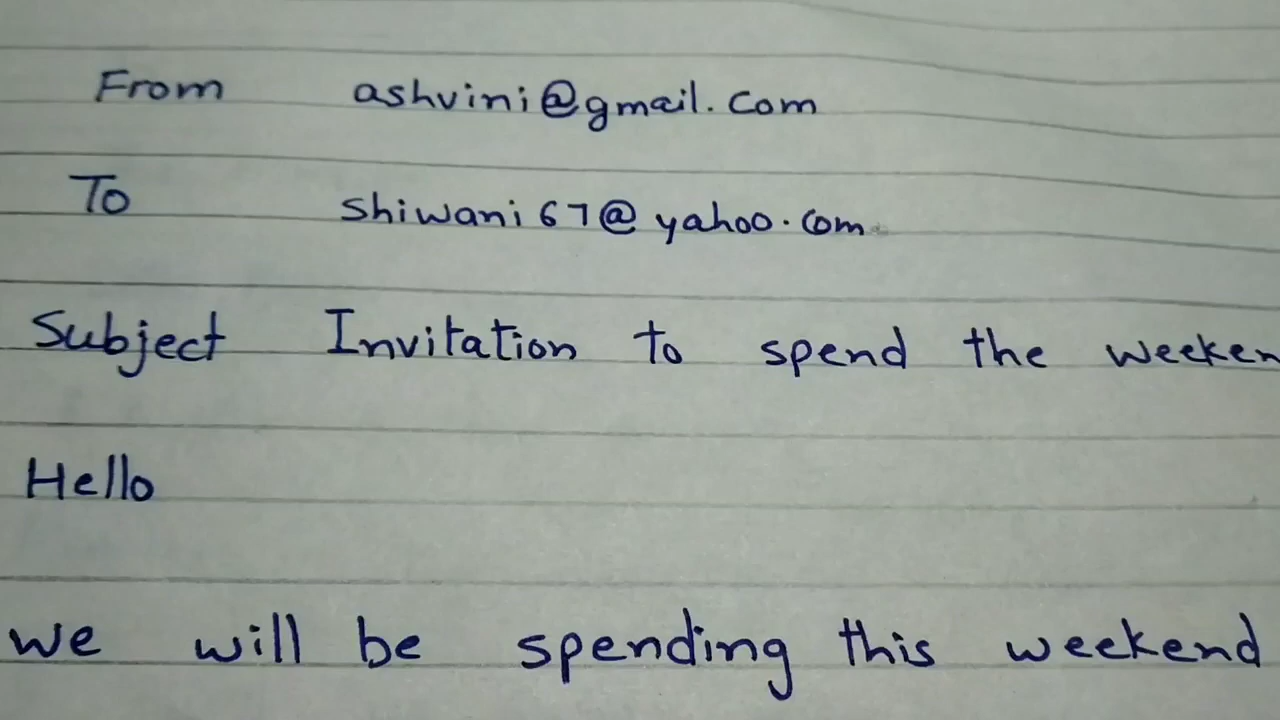 From ashvini@gmail.com
To shiwani67@yahoo.com
Subject Invitation to spend the weeken
Hello
we will be spending this weekend